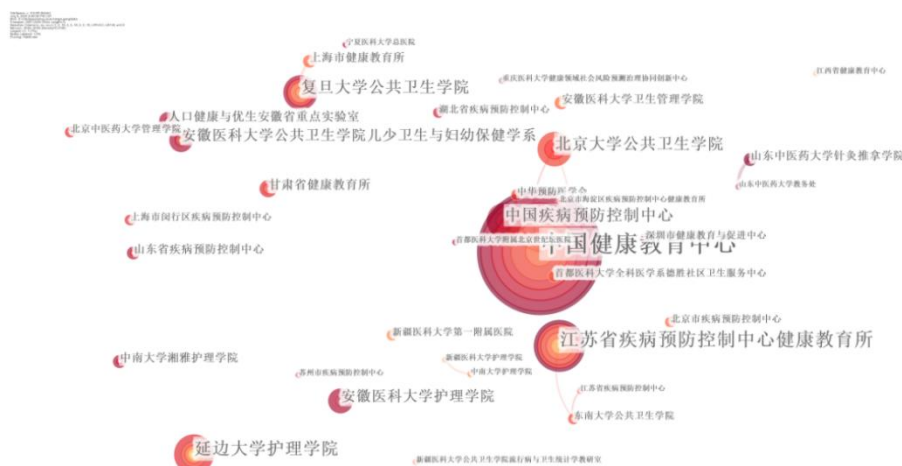 宁夏医科大学总医院
上海市健康教育所
江西省健康教育中心
重庆医科大学健康领域社会风险预测治理协同创新中心
复旦大学公共卫生学院
安徽医科大学卫生管理学院
湖北省疾病预防控制中心
人口健康与优生安徽省重点实验室
北京中医药大学管理学院
安徽医科大学公共卫生学院儿少卫生与妇幼保健学系
北京大学公共卫生学院
山东中医药大学针灸推拿学院
甘肃省健康教育所
山东中医药大学教务处
中华预防医学会
北京市海淀区疾病预防控制中心健康教育所
中国疾病预防控制中心
上海市闵行区疾病预防控制中心
深圳市健康教育与促进中心
首都医科大学附属北京世纪坛医院
中国健康教育中心
山东省疾病预防控制中心
首都医科大学全科医学系德胜社区卫生服务中心
北京市疾病预防控制中心
新疆医科大学第一附属医院
江苏省疾病预防控制中心健康教育所
中南大学湘雅护理学院
新疆医科大学护理学院
苏州市疾病预防控制中心
中南大学护理学院
江苏省疾病预防控制中心
安徽医科大学护理学院
东南大学公共卫生学院
延边大学护理学院
新疆医科大学公共卫生学院流行病与卫生统计学教研室